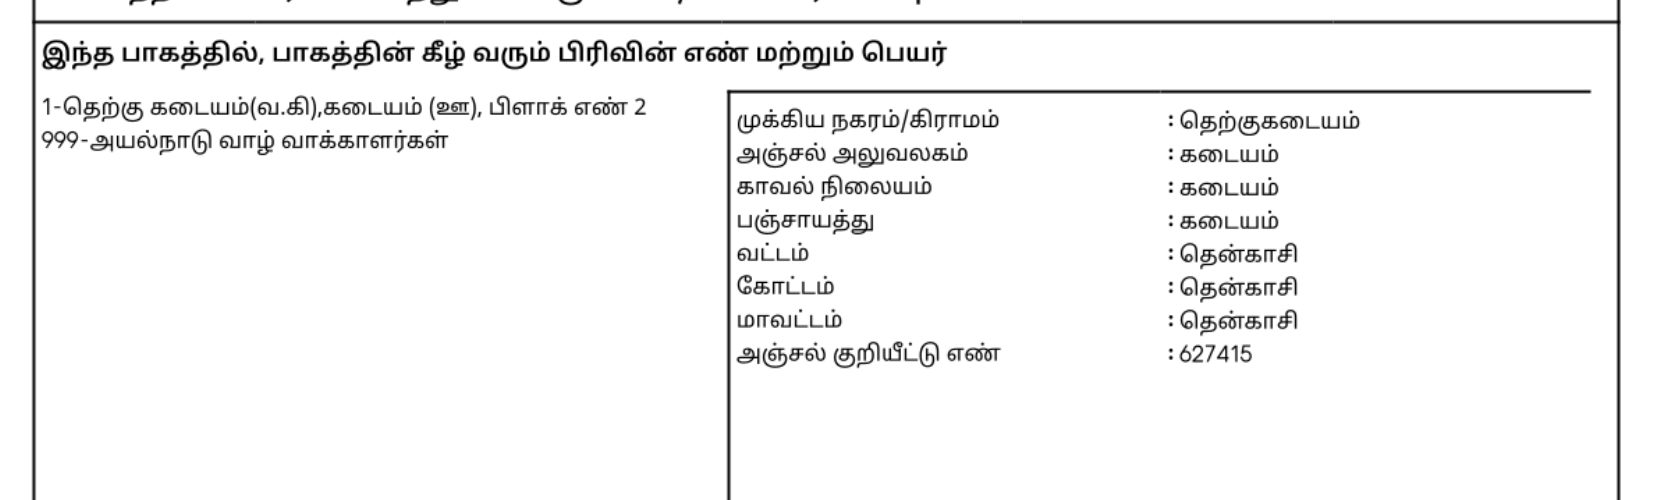 இந்த பாகத்தில், பாகத்தின் கீழ் வரும் பிரிவின் எண் மற்றும் பெயர்
1-தெற்கு கடையம்(வ.கி),கடையம் (ஊ), பிளாக் எண் 2
999-அயல்நாடு வாழ் வாக்காளர்கள்
முக்கிய நகரம்/கிராமம் : தெற்குகடையம்
அஞ்சல் அலுவலகம் : கடையம்
காவல் நிலையம் : கடையம்
பஞ்சாயத்து : கடையம்
வட்டம் : தென்காசி
கோட்டம் : தென்காசி
மாவட்டம் : தென்காசி
அஞ்சல் குறியீட்டு எண் : 627415